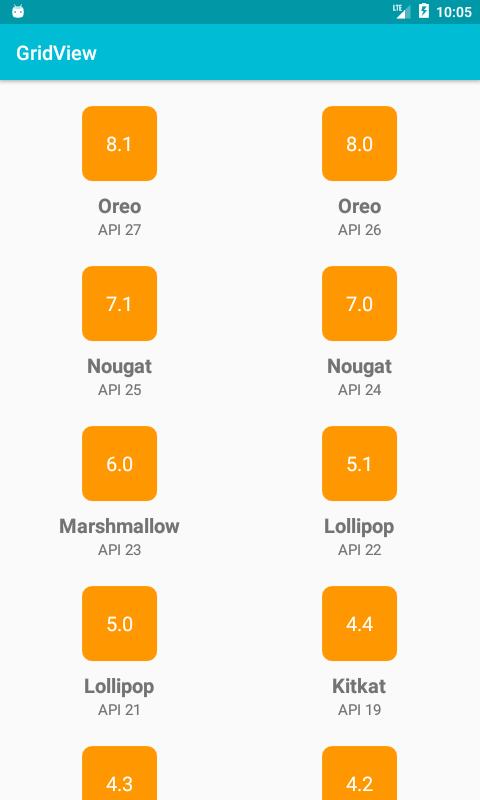 LTE 10:05
GridView
8.1 8.0
Oreo Oreo
API 27 API 26
7.1 7.0
Nougat Nougat
API 25 API 24
6.0 5.1
Marshmallow Lollipop
API 23 API 22
5.0 4.4
Lollipop Kitkat
API 21 API 19
4.3 4.2